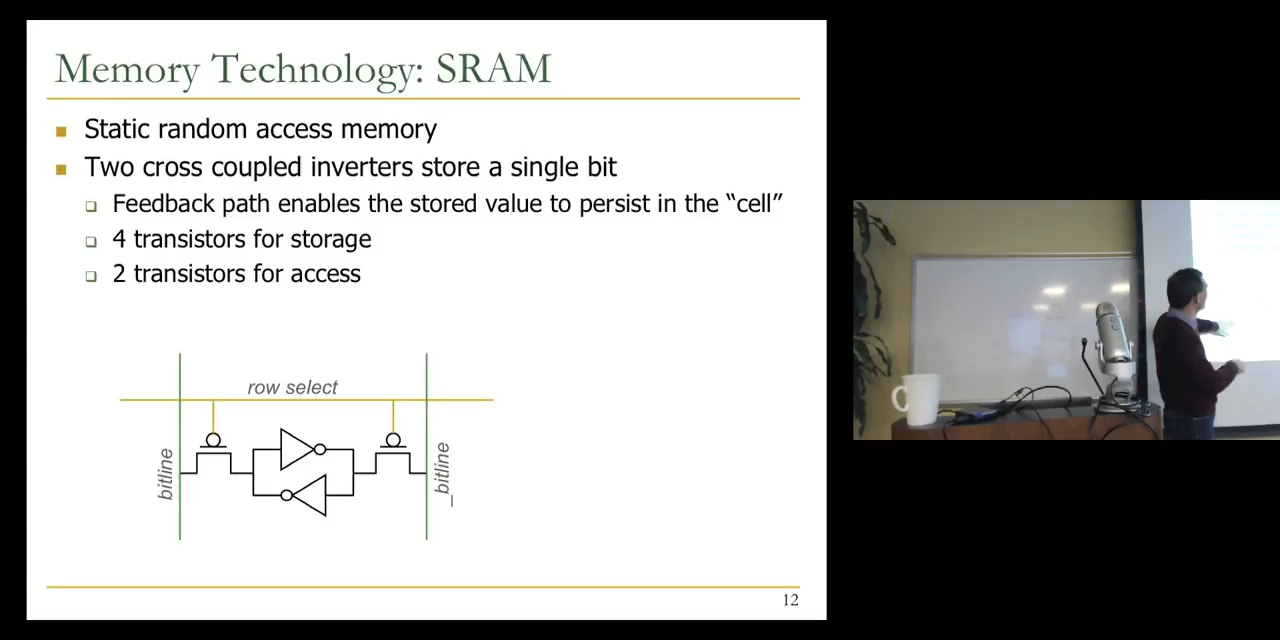 Memory Technology: SRAM
Static random access memory
Two cross coupled inverters store a single bit
Feedback path enables the stored value to persist in the “cell”
4 transistors for storage
2 transistors for access
row select
bitline
_bitline
12